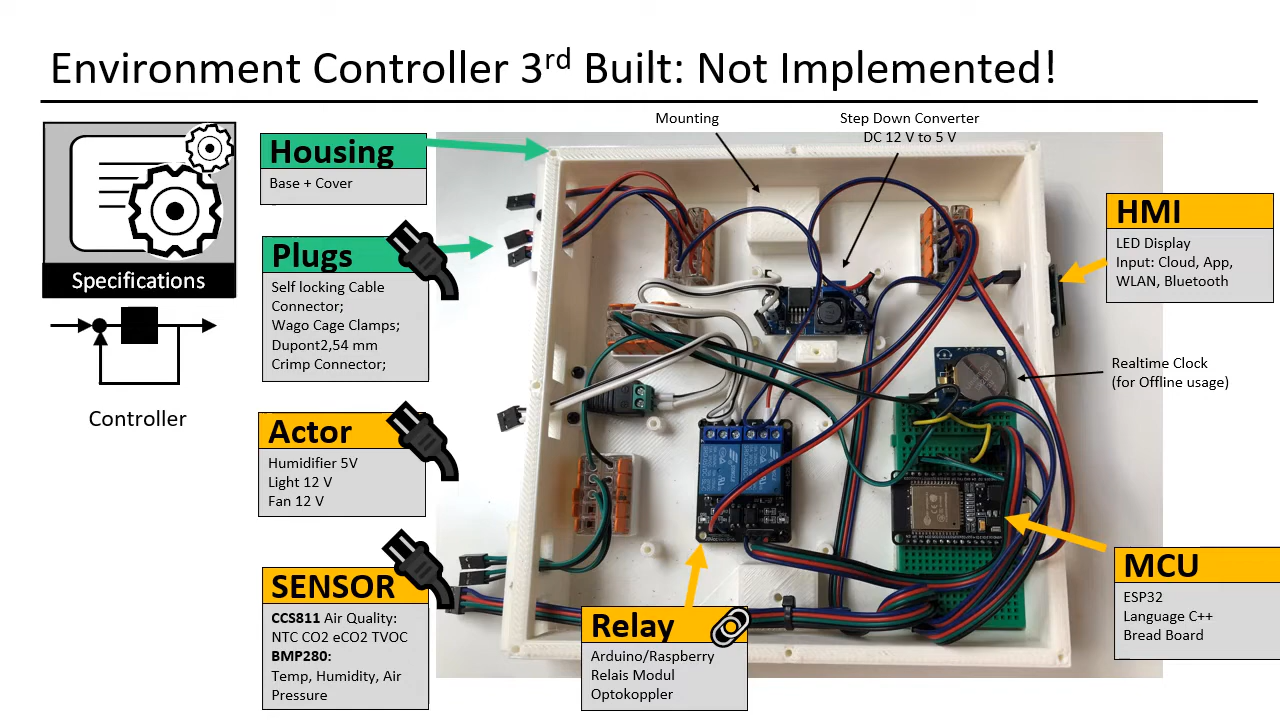 Environment Controller 3rd Built: Not Implemented!
Specifications
Controller
Housing
Base + Cover
Plugs
Self locking Cable
Connector;
Wago Cage Clamps;
Dupont2,54 mm
Crimp Connector;
Actor
Humidifier 5V
Light 12 V
Fan 12 V
SENSOR
CCS811 Air Quality:
NTC CO2 eCO2 TVOC
BMP280:
Temp, Humidity, Air
Pressure
Mounting
Step Down Converter
DC 12 V to 5 V
Relay
Arduino/Raspberry
Relais Modul
Optokoppler
HMI
LED Display
Input: Cloud, App,
WLAN, Bluetooth
Realtime Clock
(for Offline usage)
MCU
ESP32
Language C++
Bread Board